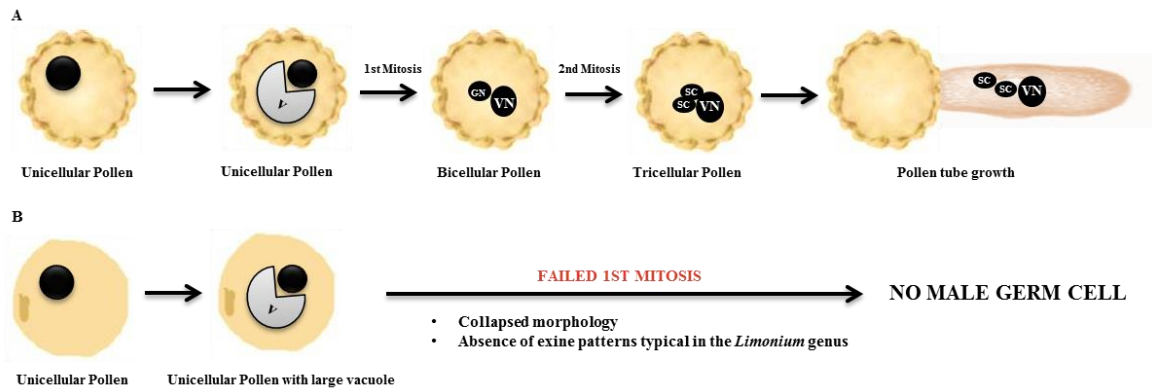 A
1st Mitosis
2nd Mitosis
V
GN
VN
SC
SC
VN
SC
SC
VN
Unicellular Pollen
Unicellular Pollen
Bicellular Pollen
Tricellular Pollen
Pollen tube growth
B
V
FAILED 1ST MITOSIS
NO MALE GERM CELL
• Collapsed morphology
• Absence of exine patterns typical in the Limonium genus
Unicellular Pollen
Unicellular Pollen with large vacuole